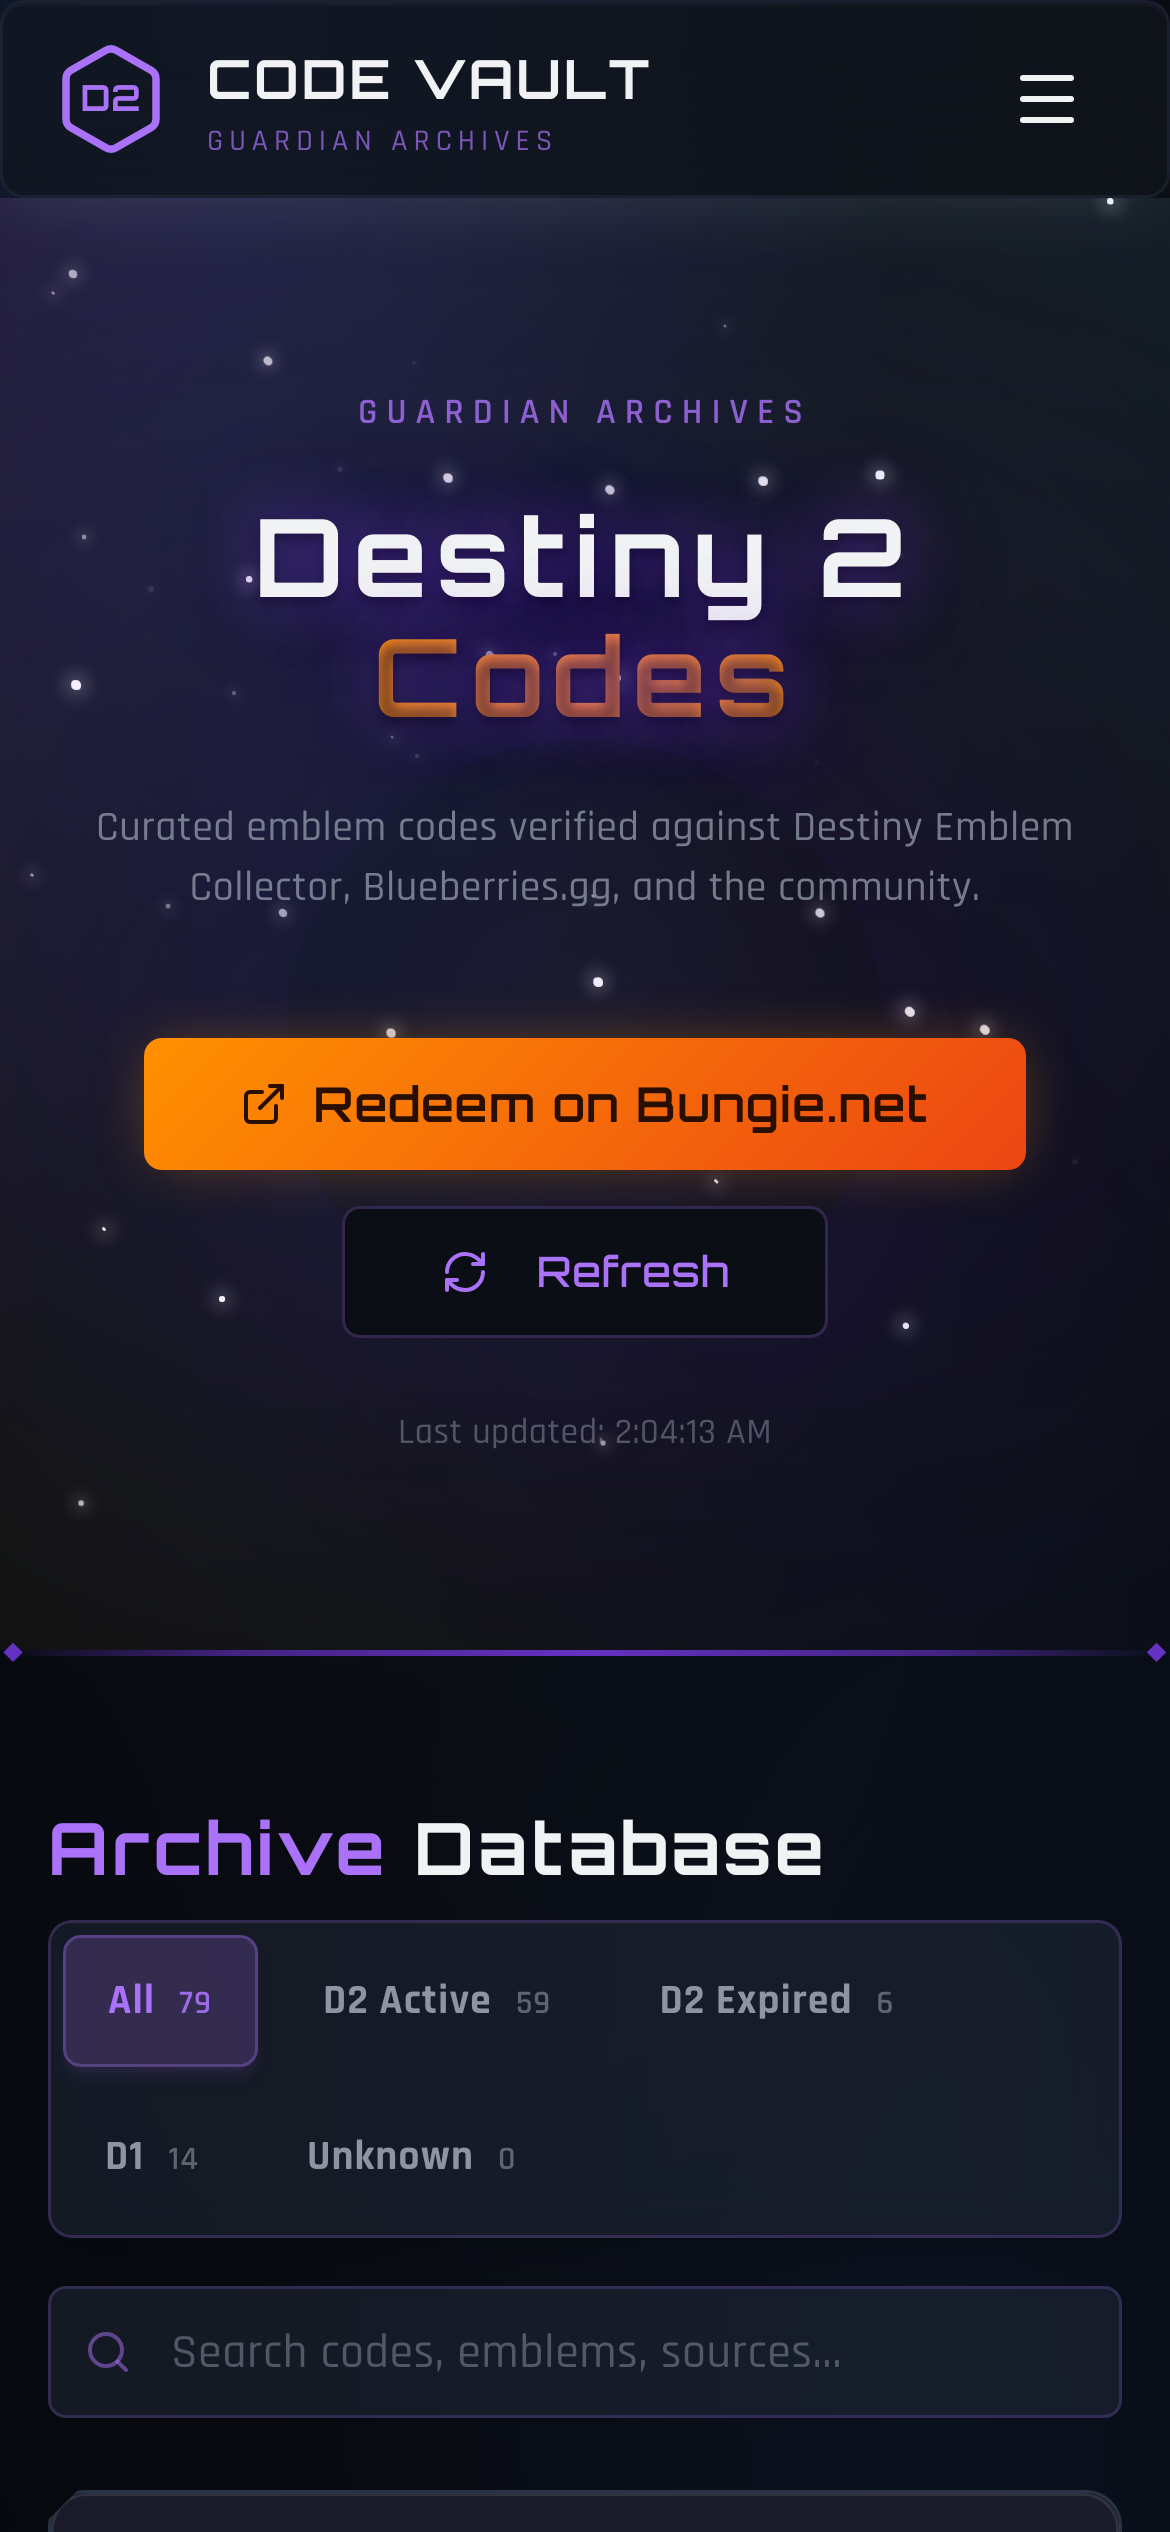 D2
CODE VAULT
GUARDIAN ARCHIVES
GUARDIAN ARCHIVES
Destiny 2
Codes
Curated emblem codes verified against Destiny Emblem
Collector, Blueberries.gg, and the community.
Redeem on Bungie.net
Refresh
Last updated: 2:04:13 AM
Archive Database
All 79 D2 Active 59 D2 Expired 6
D1 14 Unknown 0
Search codes, emblems, sources...